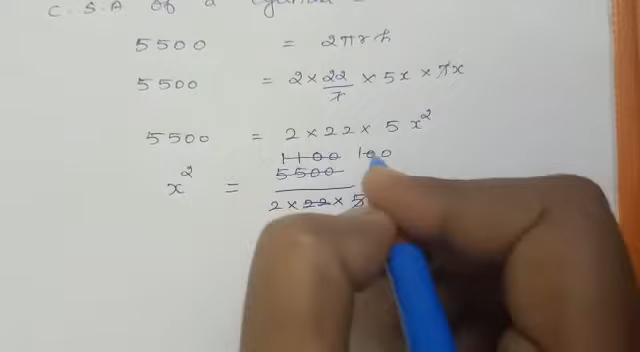 C.S.A of a
5500 = 2πrh
5500 = 2 × 22/7 × 5x × 7x
5500 = 2 × 22 × 5 x²
1100 100
x² = 5500
2 × 22 × 5